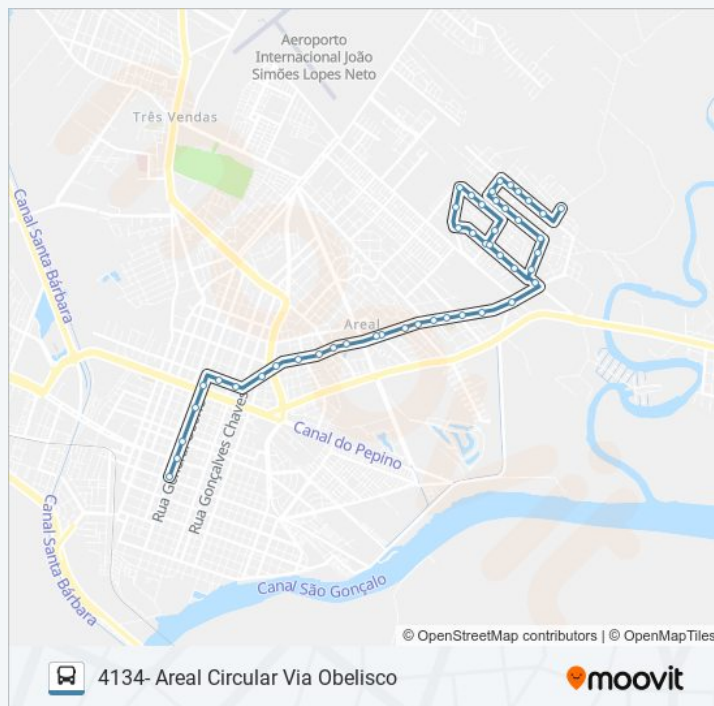 Aeroporto
Internacional João
Simões Lopes Neto
Três Vendas
Canal Santa Bárbara
Areal
Rua Gonçalves Chaves
Canal do Pepino
Canal Santa Bárbara
Canal São Gonçalo
© OpenStreetMap contributors | © OpenMapTiles
4134- Areal Circular Via Obelisco
moovit